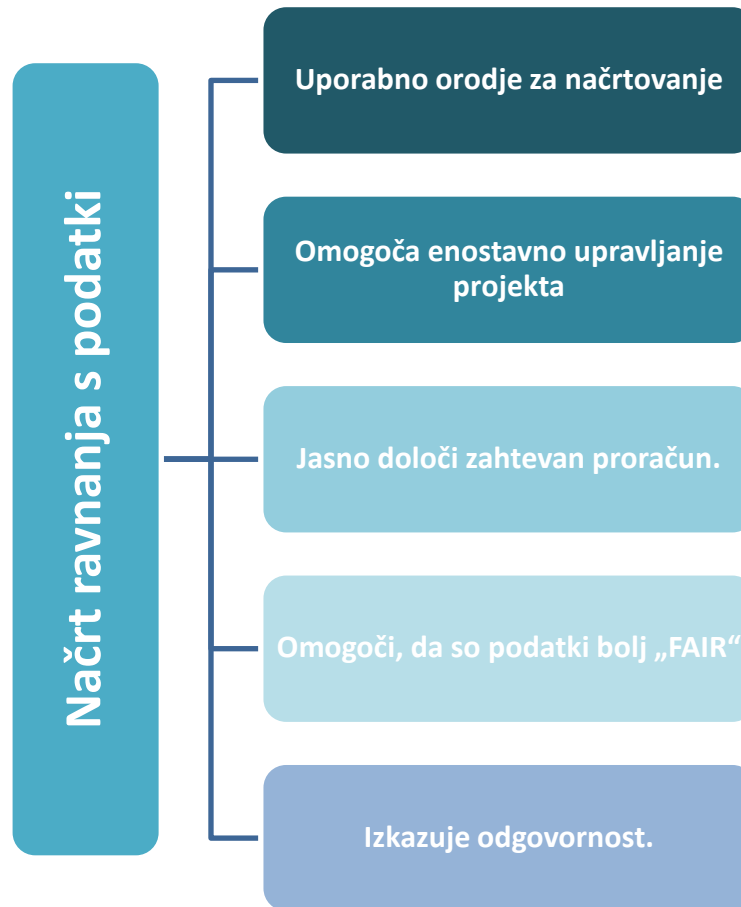 Načrt ravnanja s podatki
Uporabno orodje za načrtovanje
Omogoča enostavno upravljanje
projekta
Jasno določi zahtevan proračun.
Omogoči, da so podatki bolj „FAIR“
Izkazuje odgovornost.